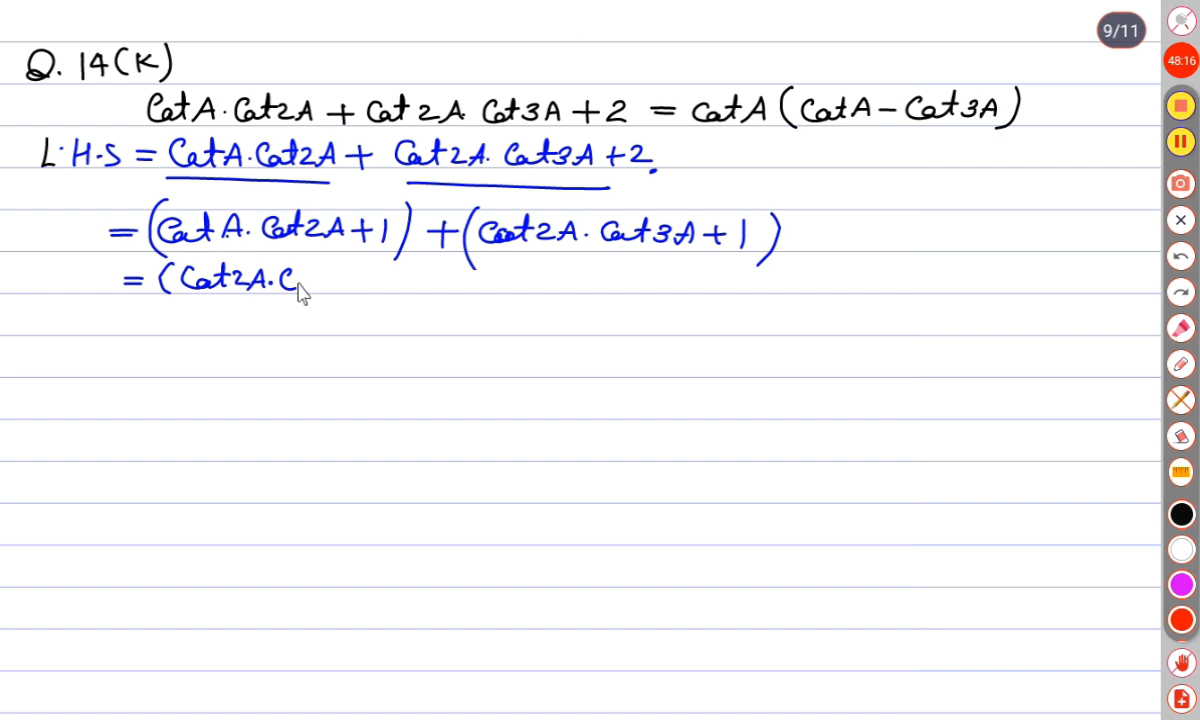 9/11
Q. 14(K)
48:16
CotA.Cot2A + Cot2A Cot3A + 2 = CotA(CotA - Cot3A)
L.H.S = CotA.Cot2A + Cot2A.Cot3A + 2.
= (CotA.Cot2A + 1) + (Cot2A.Cot3A + 1)
= (Cot2A.C